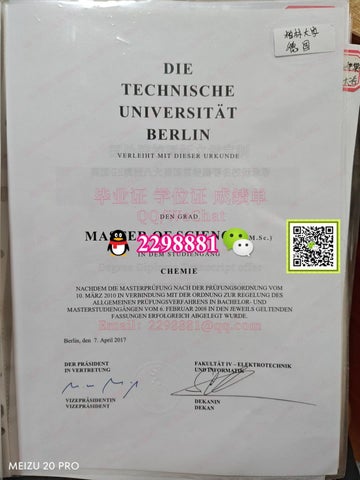 柏林大学
德国
DIE
TECHNISCHE
UNIVERSITÄT
BERLIN
VERLEIHT MIT DIESER URKUNDE
毕业证 学位证 成绩单
QQ/WeChat
DEN GRAD
MASTER OF SCIENCE (M.Sc.)
2298881
IN DEM STUDIENGANG
CHEMIE
NACHDEM DIE MASTERPRÜFUNG NACH DER PRÜFUNGSORDNUNG VOM
10. MÄRZ 2010 IN VERBINDUNG MIT DER ORDNUNG ZUR REGELUNG DES
ALLGEMEINEN PRÜFUNGSVERFAHRENS IN BACHELOR- UND
MASTERSTUDIENGÄNGEN VOM 6. FEBRUAR 2008 IN DEN JEWEILS GELTENDEN
FASSUNGEN ERFOLGREICH ABGELEGT WURDE.
Email: 2298881@
Berlin, den 7. April 2017
DER PRÄSIDENT
IN VERTRETUNG
FAKULTÄT IV – ELEKTROTECHNIK
UND INFORMATIK
VIZEPRÄSIDENTIN
VIZEPRÄSIDENT
DEKANIN
DEKAN
MEIZU 20 PRO